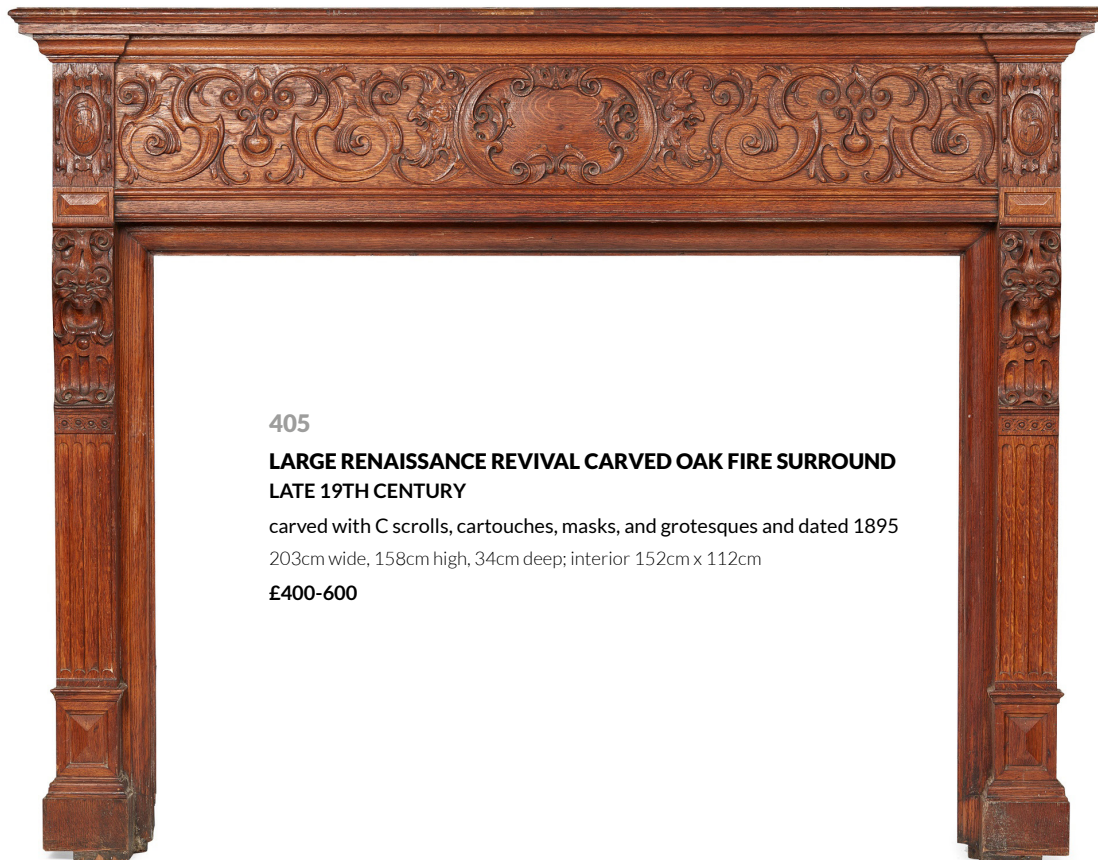 405
LARGE RENAISSANCE REVIVAL CARVED OAK FIRE SURROUND
LATE 19TH CENTURY
carved with C scrolls, cartouches, masks, and grotesques and dated 1895
203cm wide, 158cm high, 34cm deep; interior 152cm x 112cm
£400-600